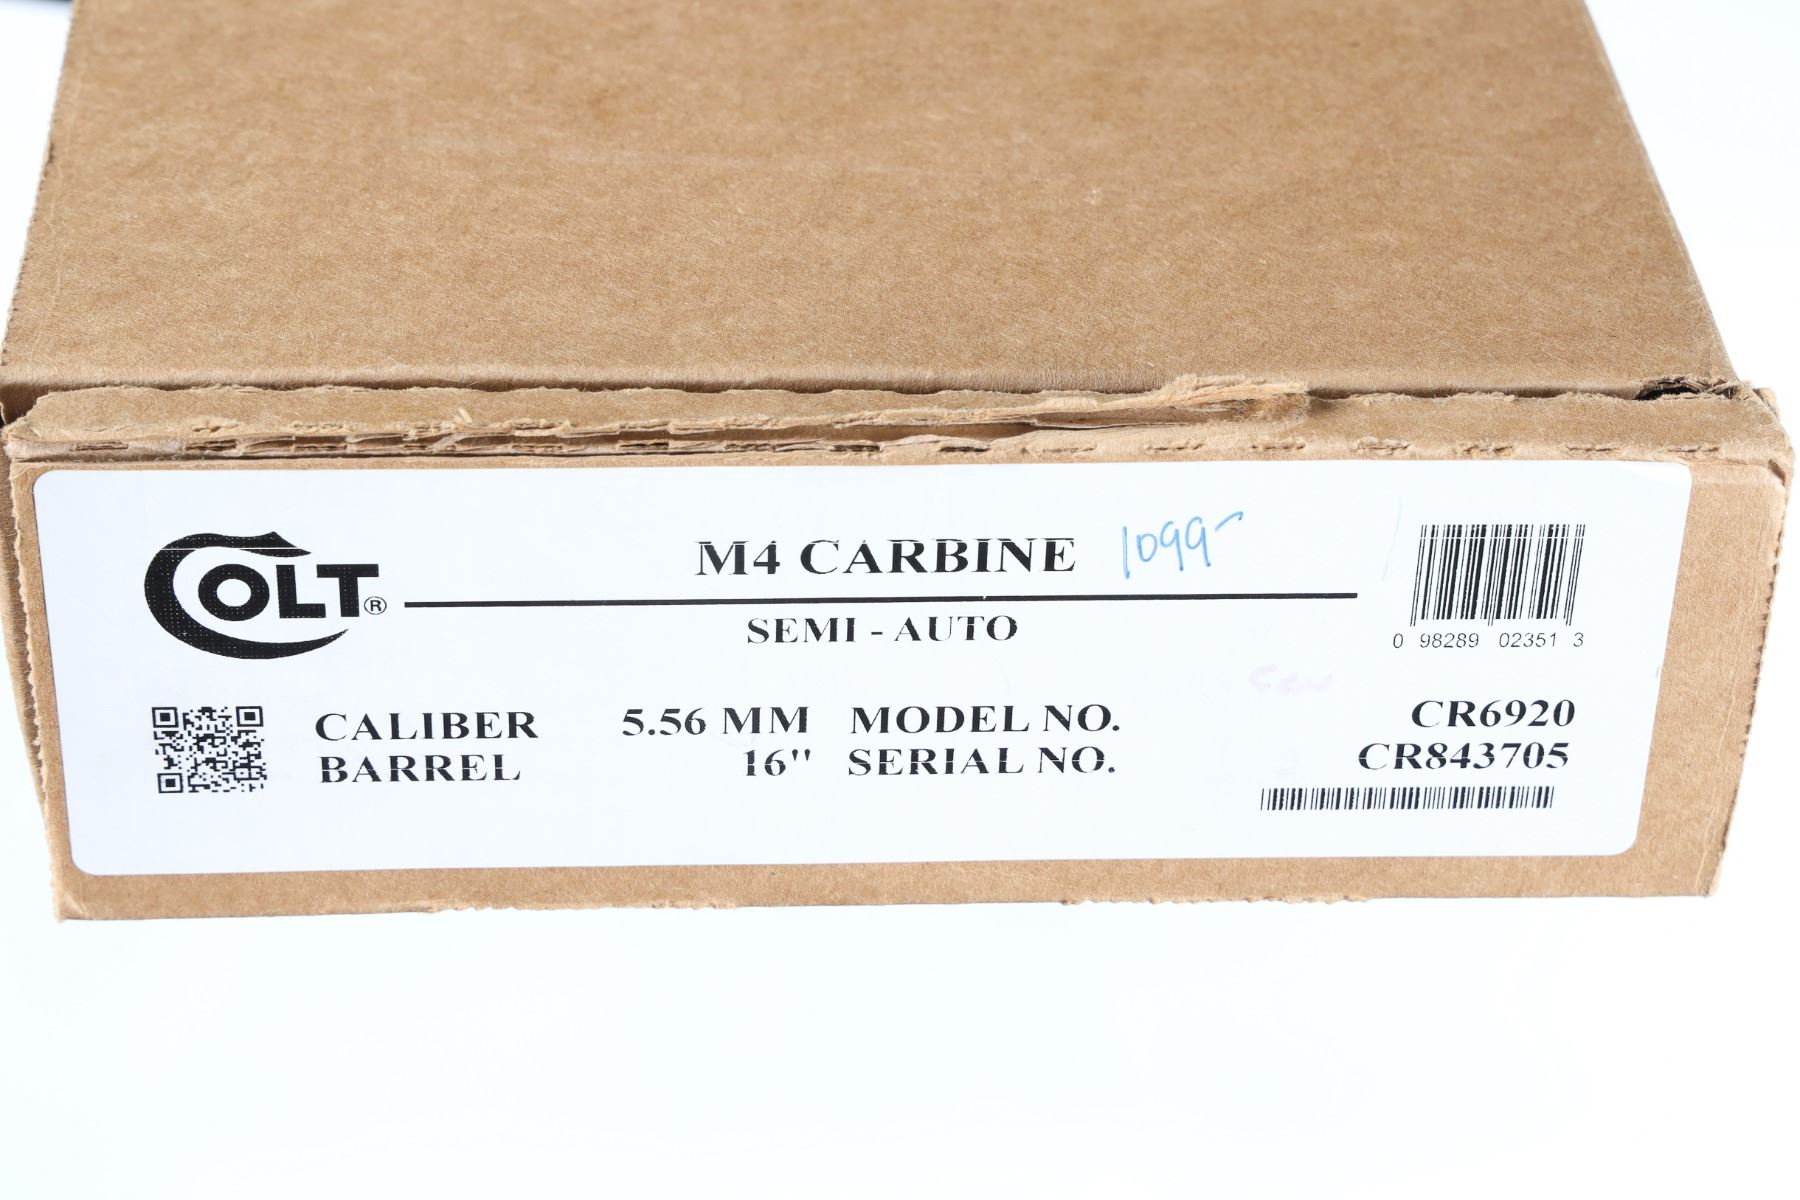 COLT®
M4 CARBINE 1099-
SEMI - AUTO
0 98289 02351 3
CALIBER 5.56 MM MODEL NO. CR6920
BARREL 16" SERIAL NO. CR843705